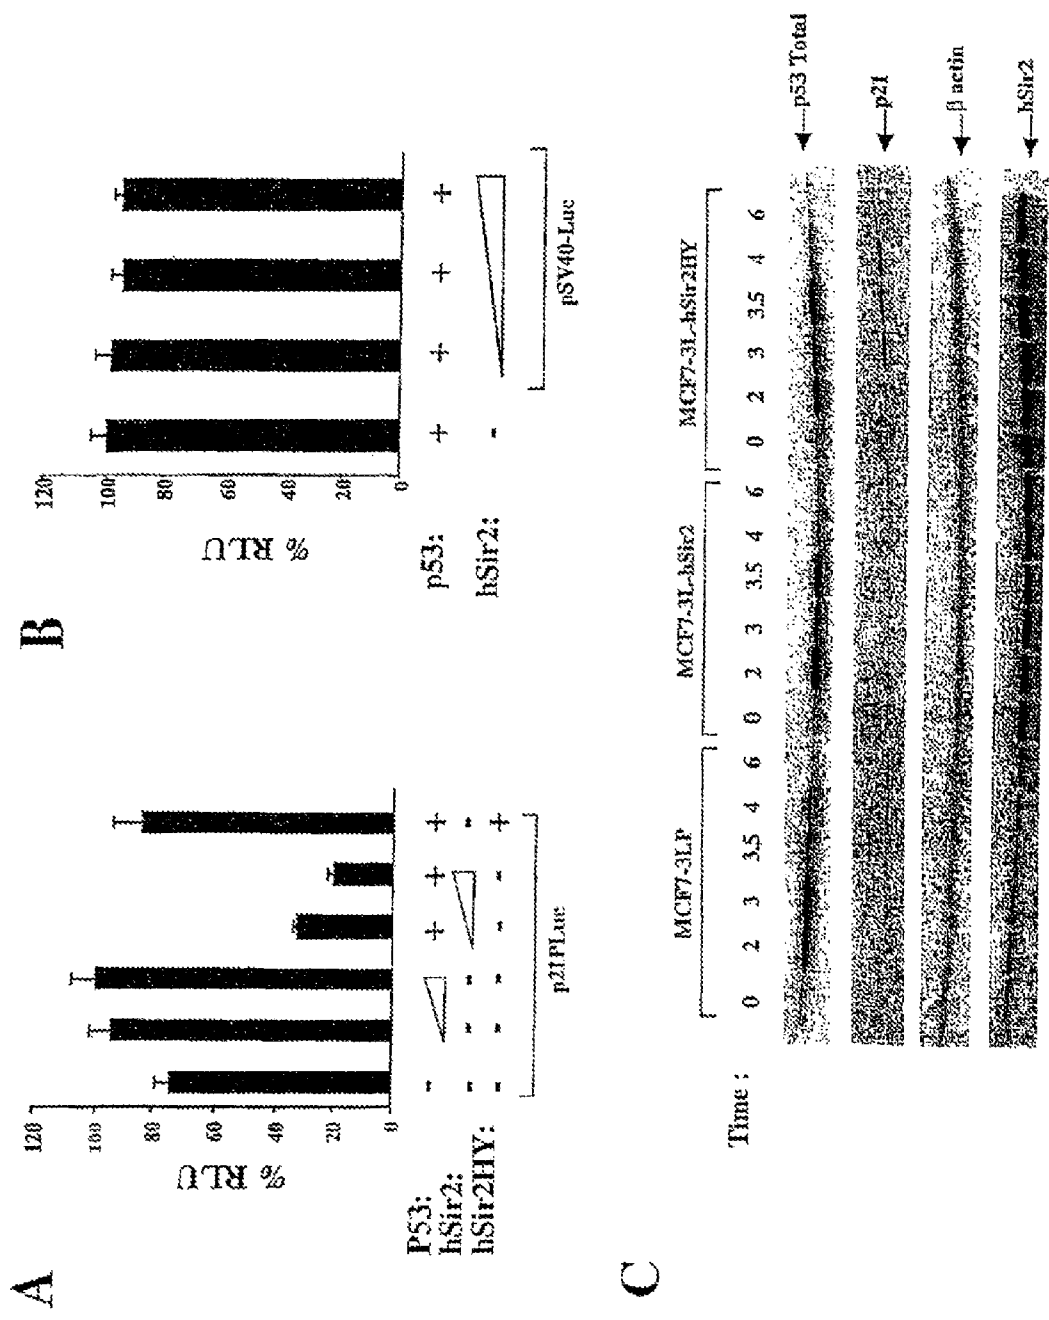 A
% RLU
120
100
80
60
40
20
0
P53: - + +  +
hSir2: - - - -
hSir2HY: - - - - - +
p21PLuc
B
% RLU
120
100
80
60
40
20
0
p53: + + + +
hSir2: -
pSV40-Luc
C
MCF7-3LP MCF7-3L-hSir2 MCF7-3L-hSir2HY
Time : 0 2 3 3.5 4 6 0 2 3 3.5 4 6 0 2 3 3.5 4 6
p53 Total
p21
β actin
hSir2